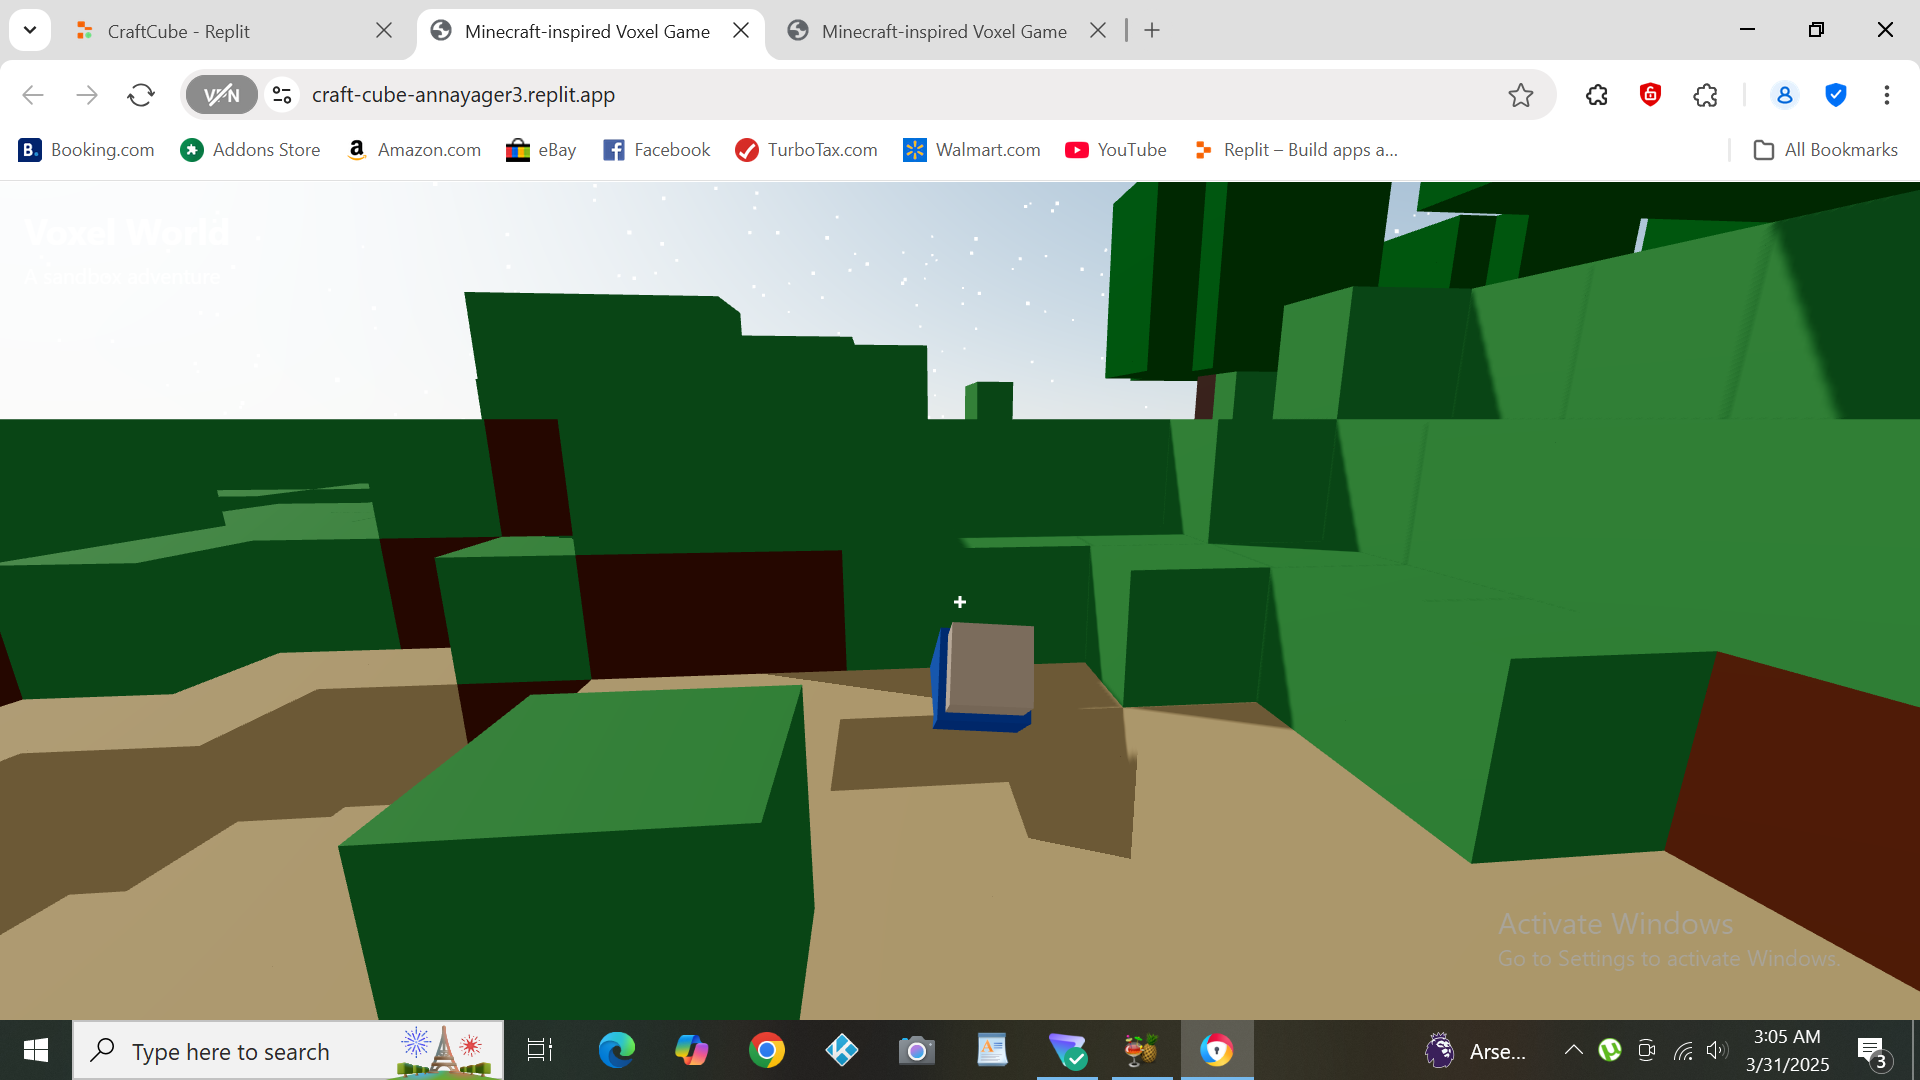 CraftCube - Replit
Minecraft-inspired Voxel Game
Minecraft-inspired Voxel Game
VPN
craft-cube-annayager3.replit.app
B. Booking.com
Addons Store
a Amazon.com
eBay
f Facebook
TurboTax.com
Walmart.com
YouTube
Replit – Build apps a...
All Bookmarks
Voxel World
A sandbox adventure
Activate Windows
Go to Settings to activate Windows.
Type here to search
Arse...
3:05 AM
3/31/2025
3